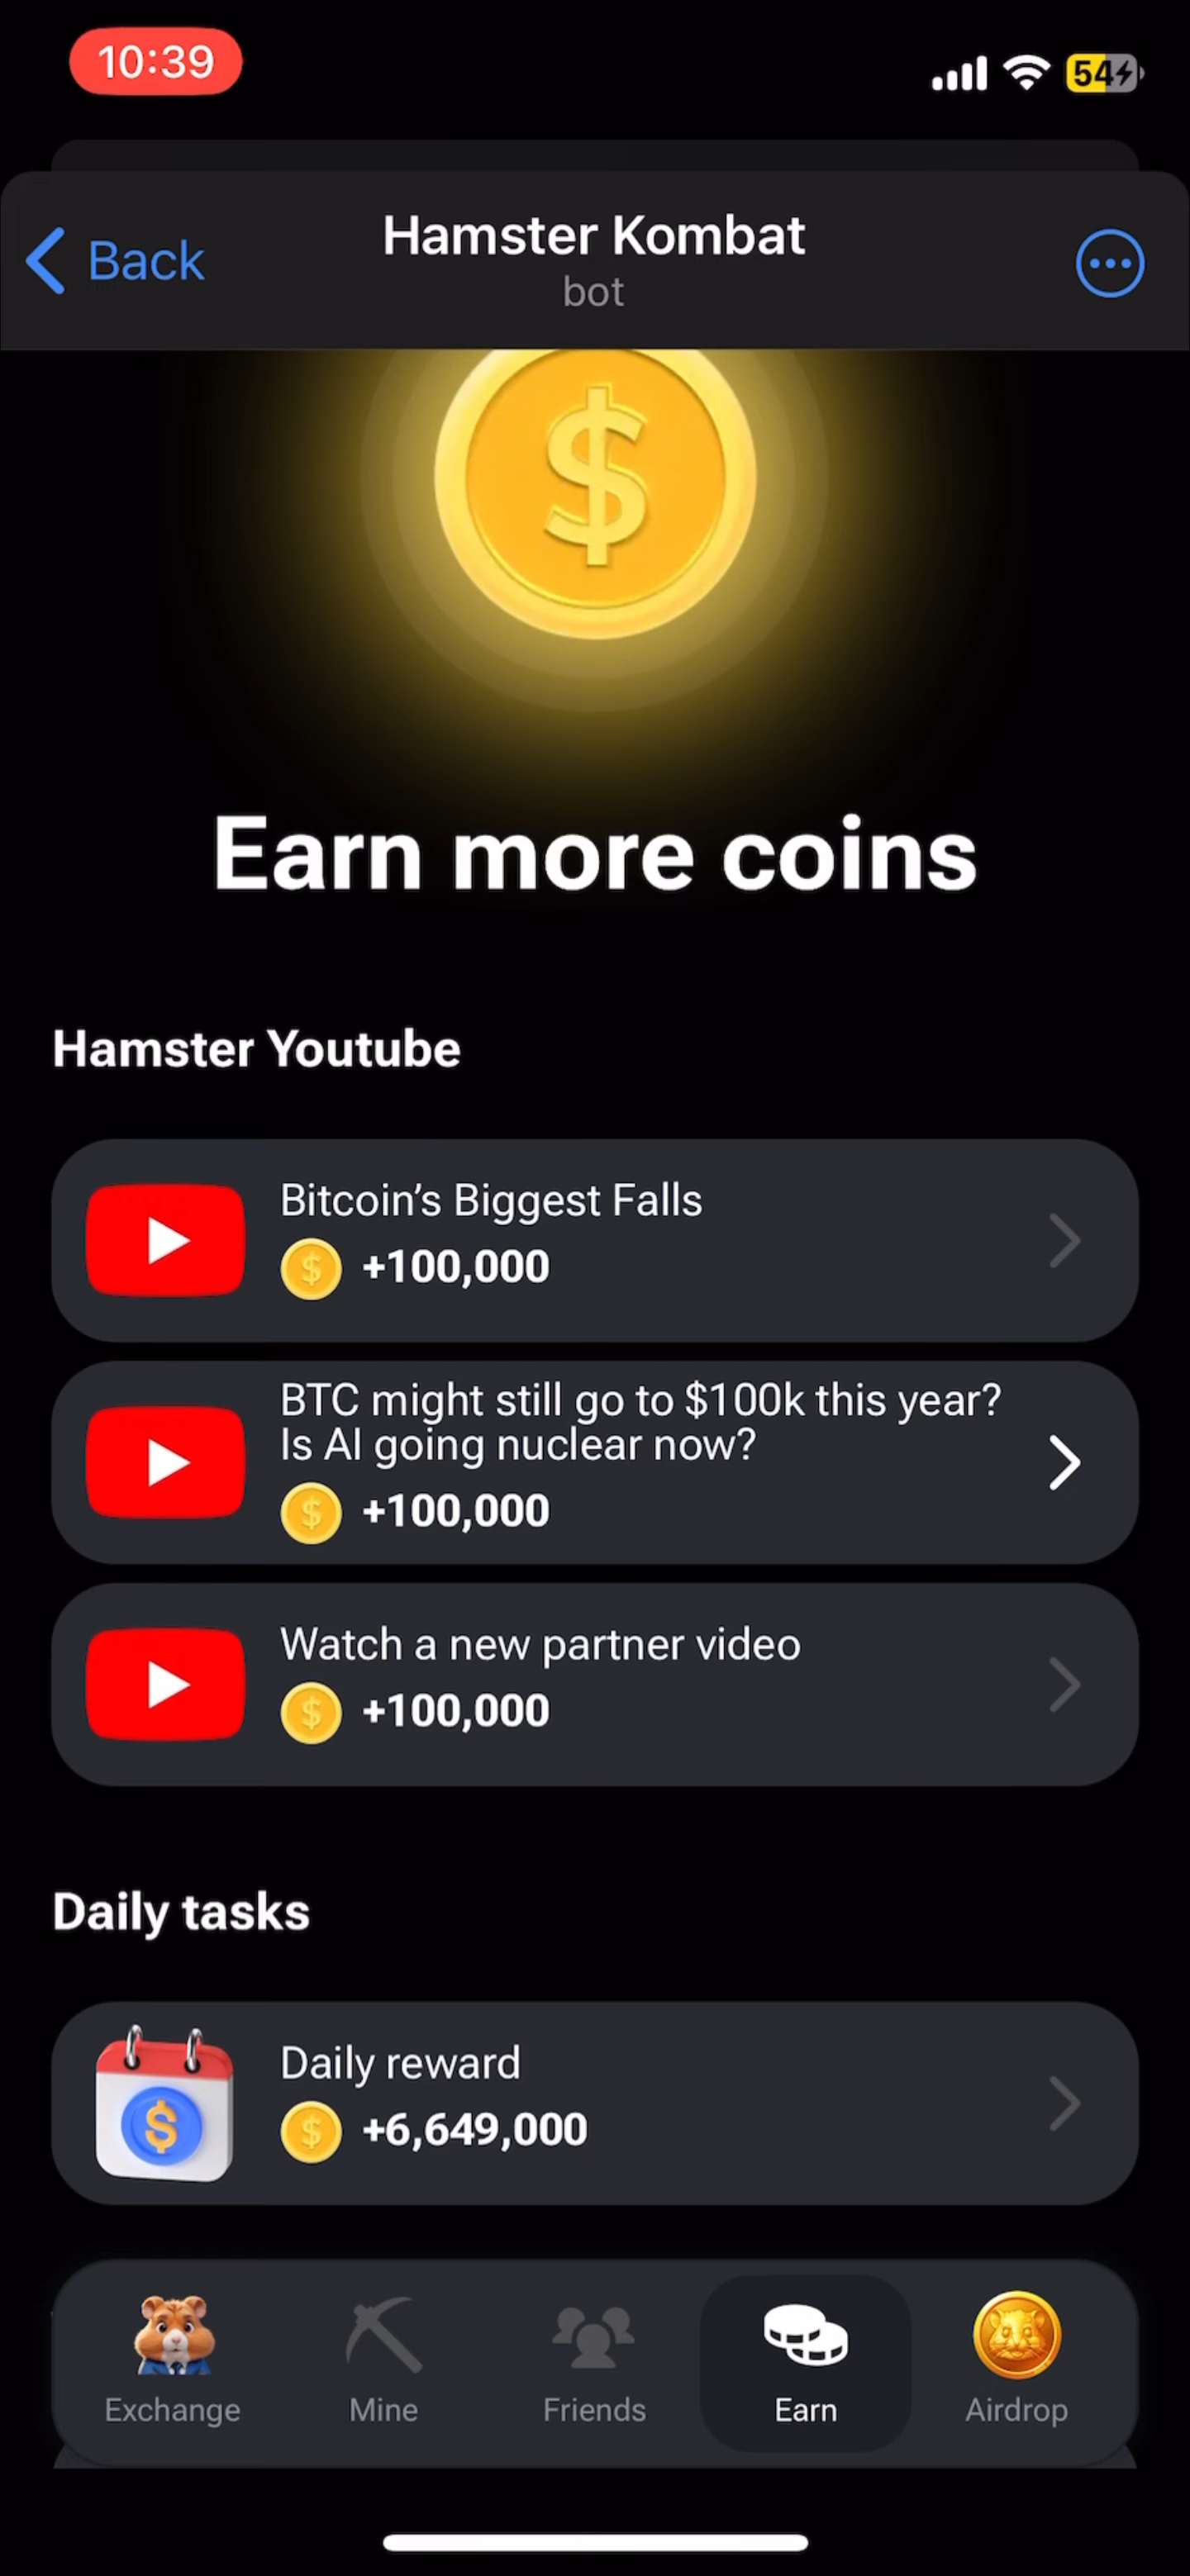 10:39
54
Back
Hamster Kombat
bot
$
Earn more coins
Hamster Youtube
Bitcoin’s Biggest Falls
$ +100,000
BTC might still go to $100k this year?
Is AI going nuclear now?
$ +100,000
Watch a new partner video
$ +100,000
Daily tasks
Daily reward
$
$ +6,649,000
Exchange
Mine
Friends
Earn
Airdrop